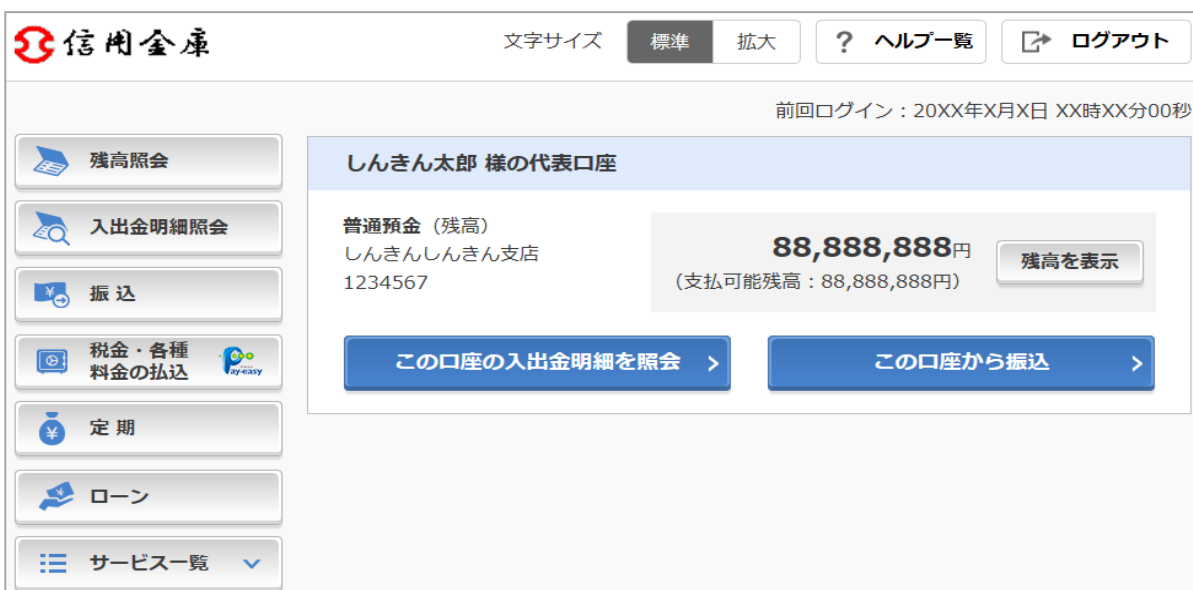 信用金庫
文字サイズ 標準 拡大 ? ヘルプ一覧 ログアウト
前回ログイン：20XX年X月X日 XX時XX分00秒
残高照会
入出金明細照会
振込
税金・各種
料金の払込
Pay-easy
定期
ローン
サービス一覧
しんきん太郎 様の代表口座
普通預金（残高）
しんきんしんきん支店
1234567
88,888,888円
（支払可能残高：88,888,888円）
残高を表示
この口座の入出金明細を照会
この口座から振込